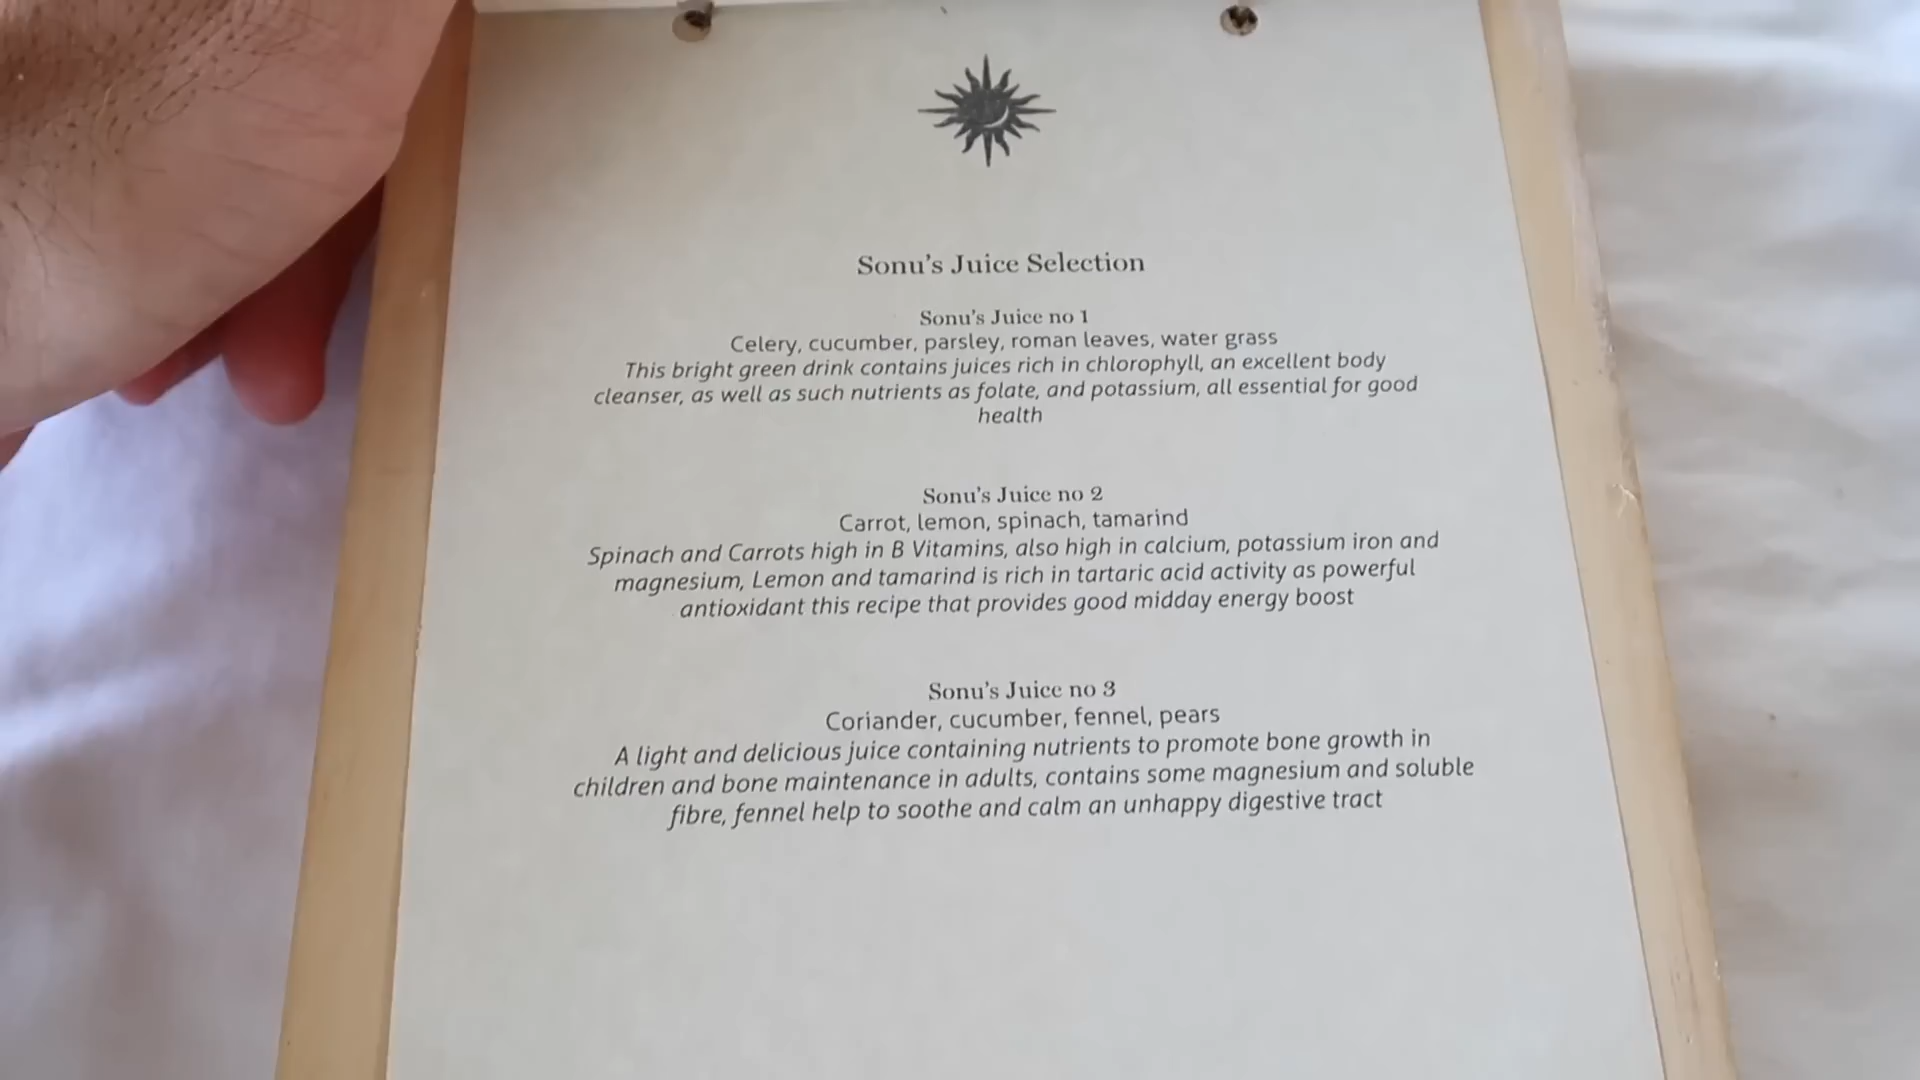 Sonu's Juice Selection
Sonu's Juice no 1
Celery, cucumber, parsley, roman leaves, water grass
This bright green drink contains juices rich in chlorophyll, an excellent body
cleanser, as well as such nutrients as folate, and potassium, all essential for good
health
Sonu's Juice no 2
Carrot, lemon, spinach, tamarind
Spinach and Carrots high in B Vitamins, also high in calcium, potassium iron and
magnesium, Lemon and tamarind is rich in tartaric acid activity as powerful
antioxidant this recipe that provides good midday energy boost
Sonu's Juice no 3
Coriander, cucumber, fennel, pears
A light and delicious juice containing nutrients to promote bone growth in
children and bone maintenance in adults, contains some magnesium and soluble
fibre, fennel help to soothe and calm an unhappy digestive tract